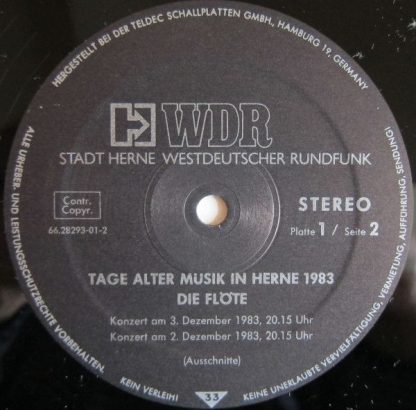 HERGESTELLT BEI DER TELDEC SCHALLPLATTEN GMBH, HAMBURG 19, GERMANY
WDR
STADT HERNE WESTDEUTSCHER RUNDFUNK
Contr.
Copyr.
66.28293-01-2
STEREO
Platte 1 / Seite 2
TAGE ALTER MUSIK IN HERNE 1983
DIE FLÖTE
Konzert am 3. Dezember 1983, 20.15 Uhr
Konzert am 2. Dezember 1983, 20.15 Uhr
(Ausschnitte)
ALLE URHEBER- UND LEISTUNGSSCHUTZRECHTE VORBEHALTEN.
KEIN VERLEIH!
33
KEINE UNERLAUBTE VERVIELFÄLTIGUNG, VERMIETUNG, AUFFÜHRUNG, SENDUNG!